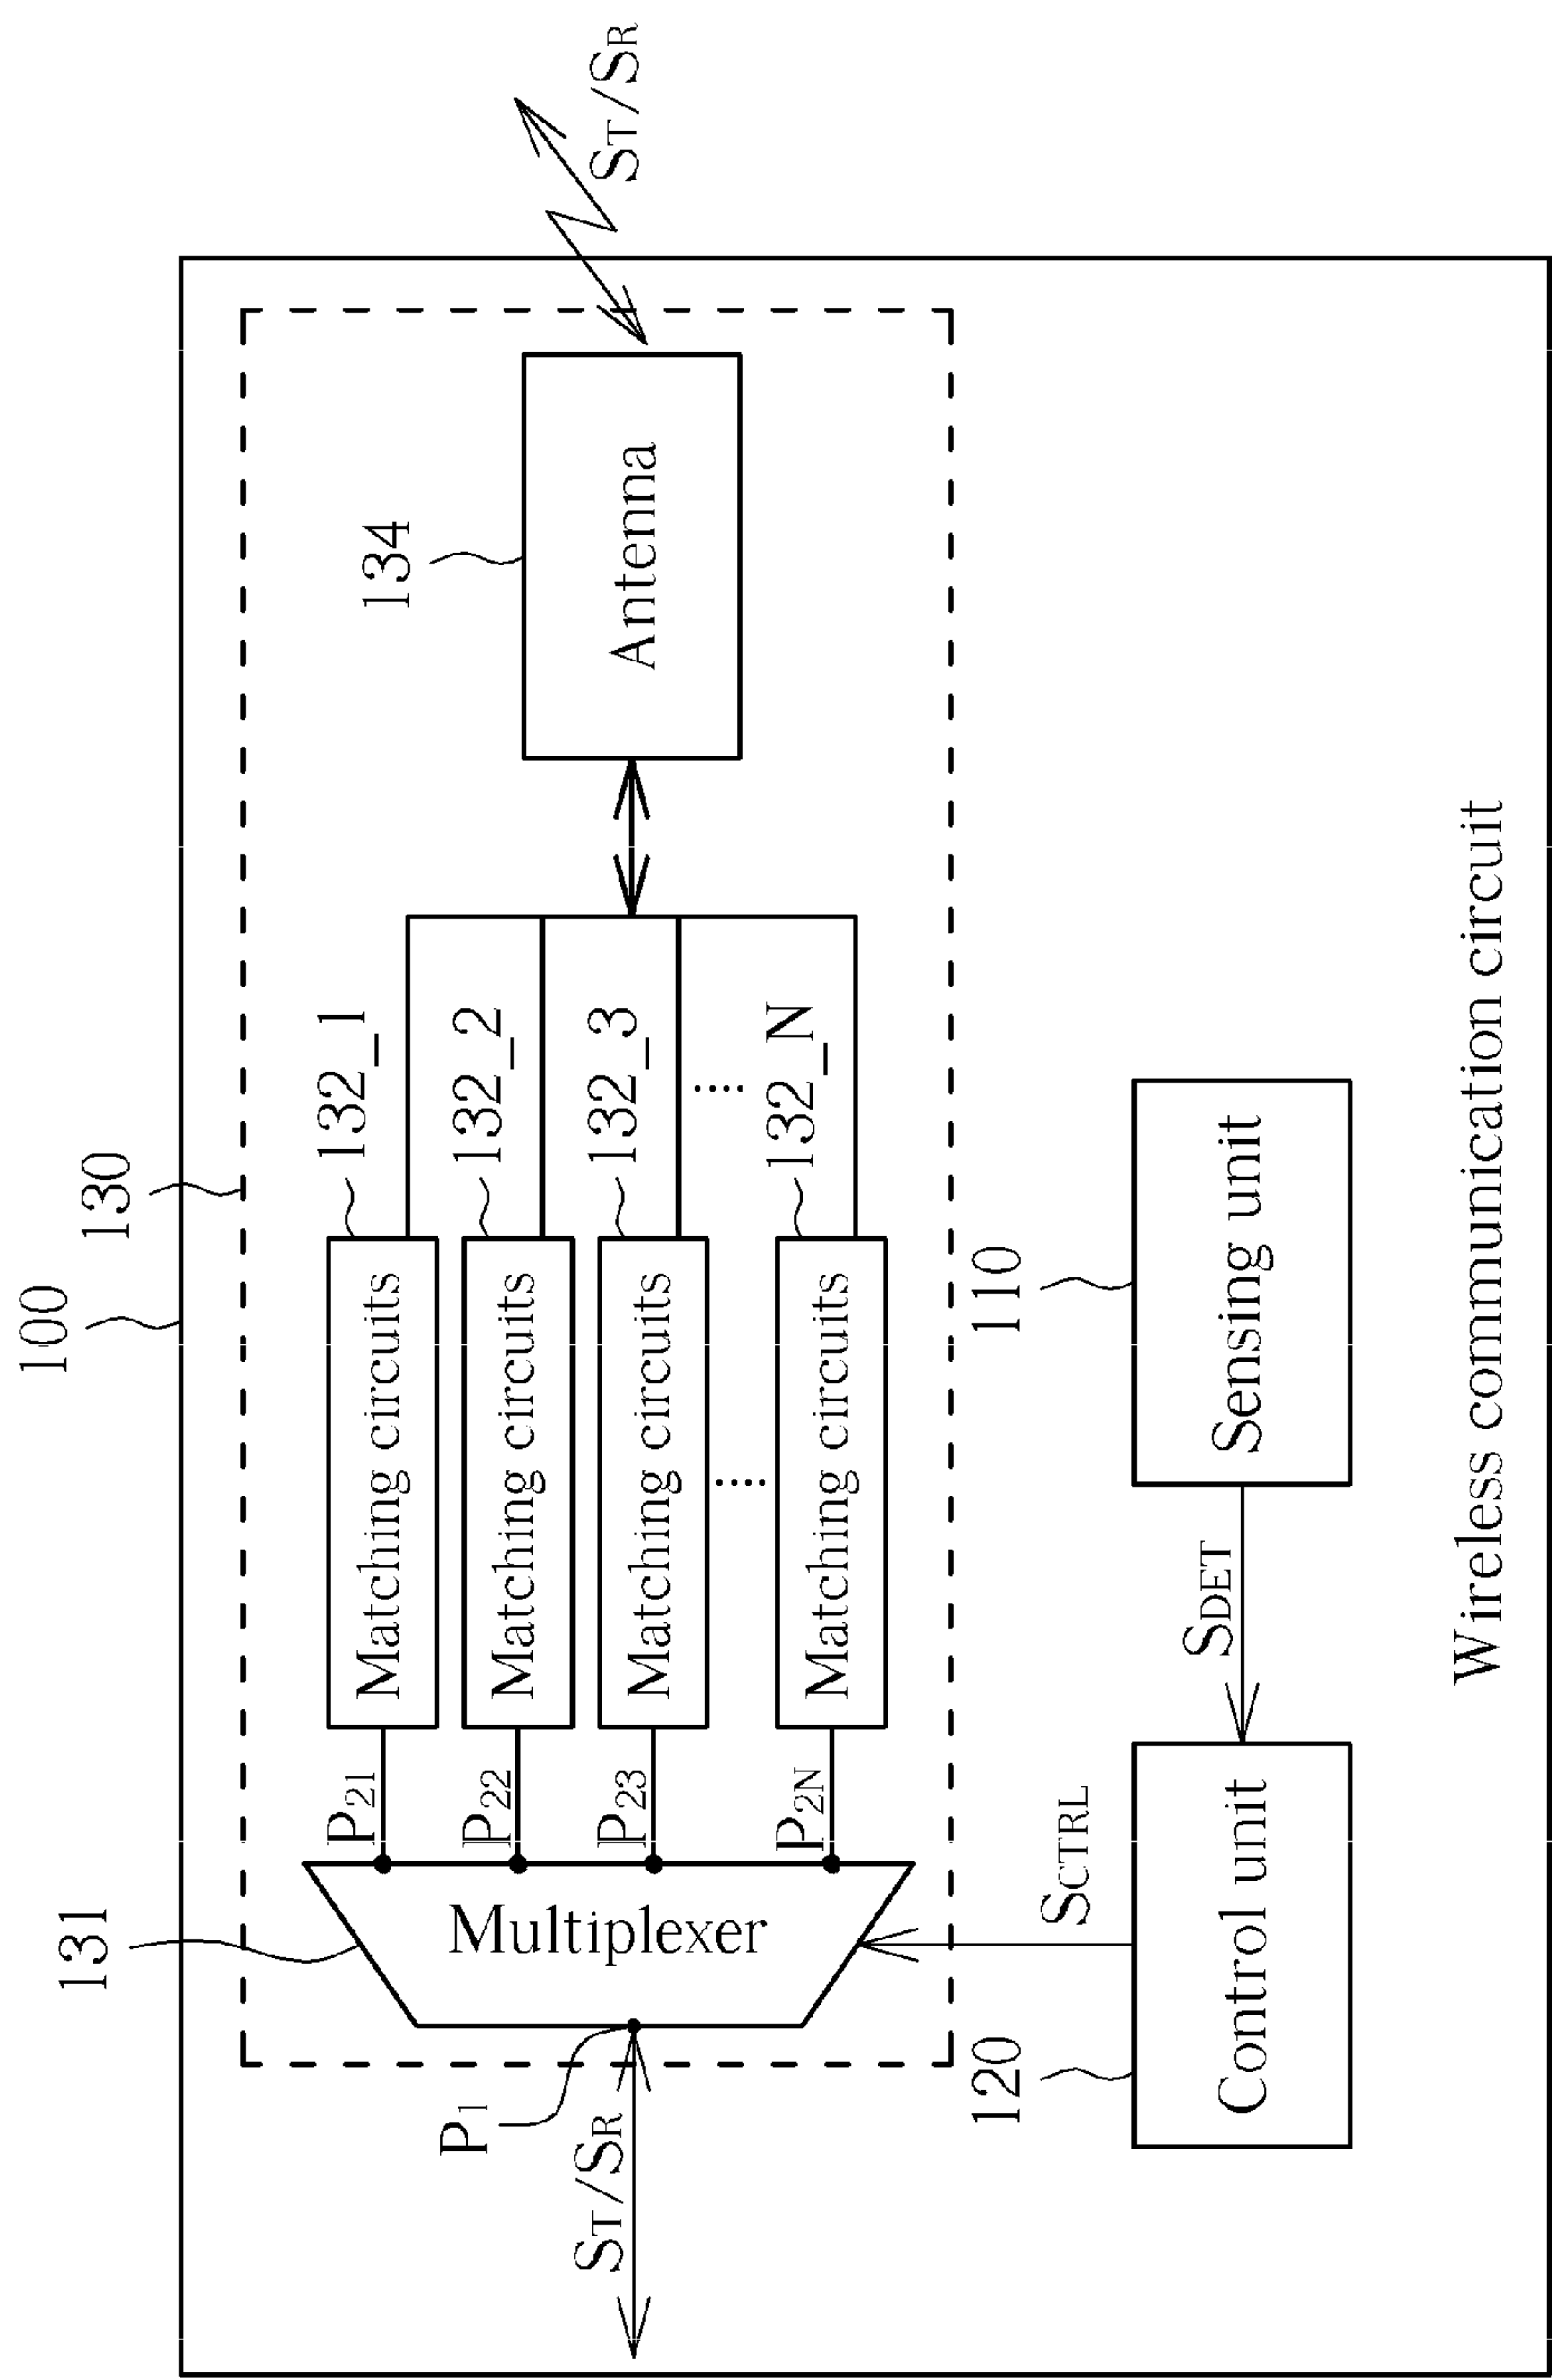 100
130
131
134
P1
ST/SR
Multiplexer
P21
Matching circuits
132_1
P22
Matching circuits
132_2
P23
Matching circuits
132_3
....
....
P2N
Matching circuits
132_N
Antenna
ST/SR
120
Control unit
SCTRL
SDET
110
Sensing unit
Wireless communication circuit